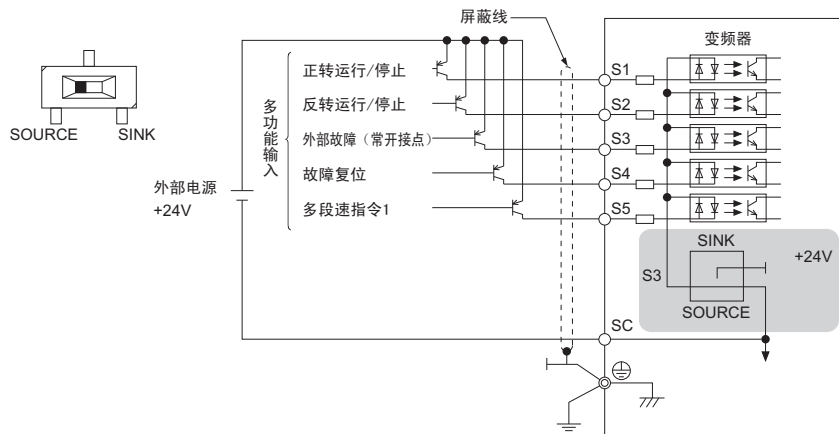 屏蔽线
变频器
SOURCE
SINK
多功能输入
正转运行/停止
反转运行/停止
外部故障（常开接点）
故障复位
多段速指令1
外部电源
+24V
S1
S2
S3
S4
S5
SINK
+24V
S3
SOURCE
SC